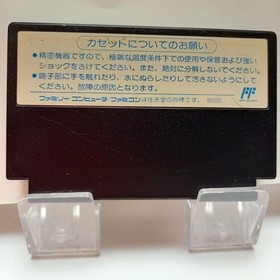 カセットについてのお願い
●精密機器ですので、極端な温度条件下での使用や保管および強い
ショックをさけてください。また、絶対に分解しないでください。
●端子部に手を触れたり、水にぬらしたりして汚さないようにして
ください。故障の原因となります。
ファミリーコンピュータ・ファミコンは任天堂の商標です。
FF